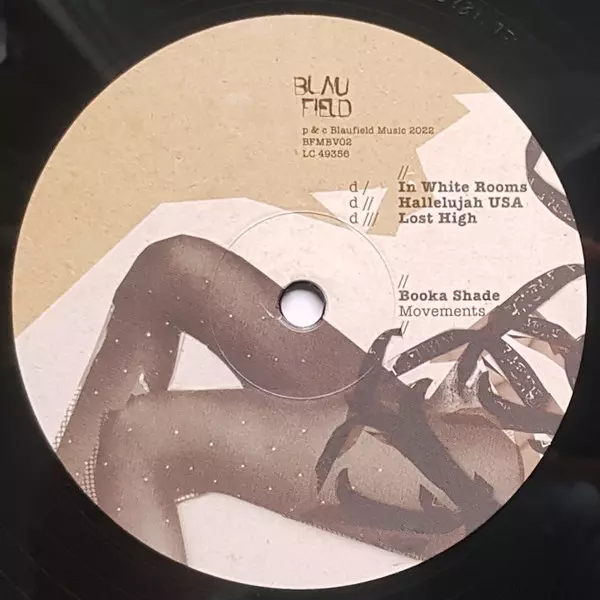 BLAU
FIELD
p & c Blaufield Music 2022
BFMBV02
LC 49356
//
d / In White Rooms
d // Hallelujah USA
d /// Lost High
//
Booka Shade
Movements
//